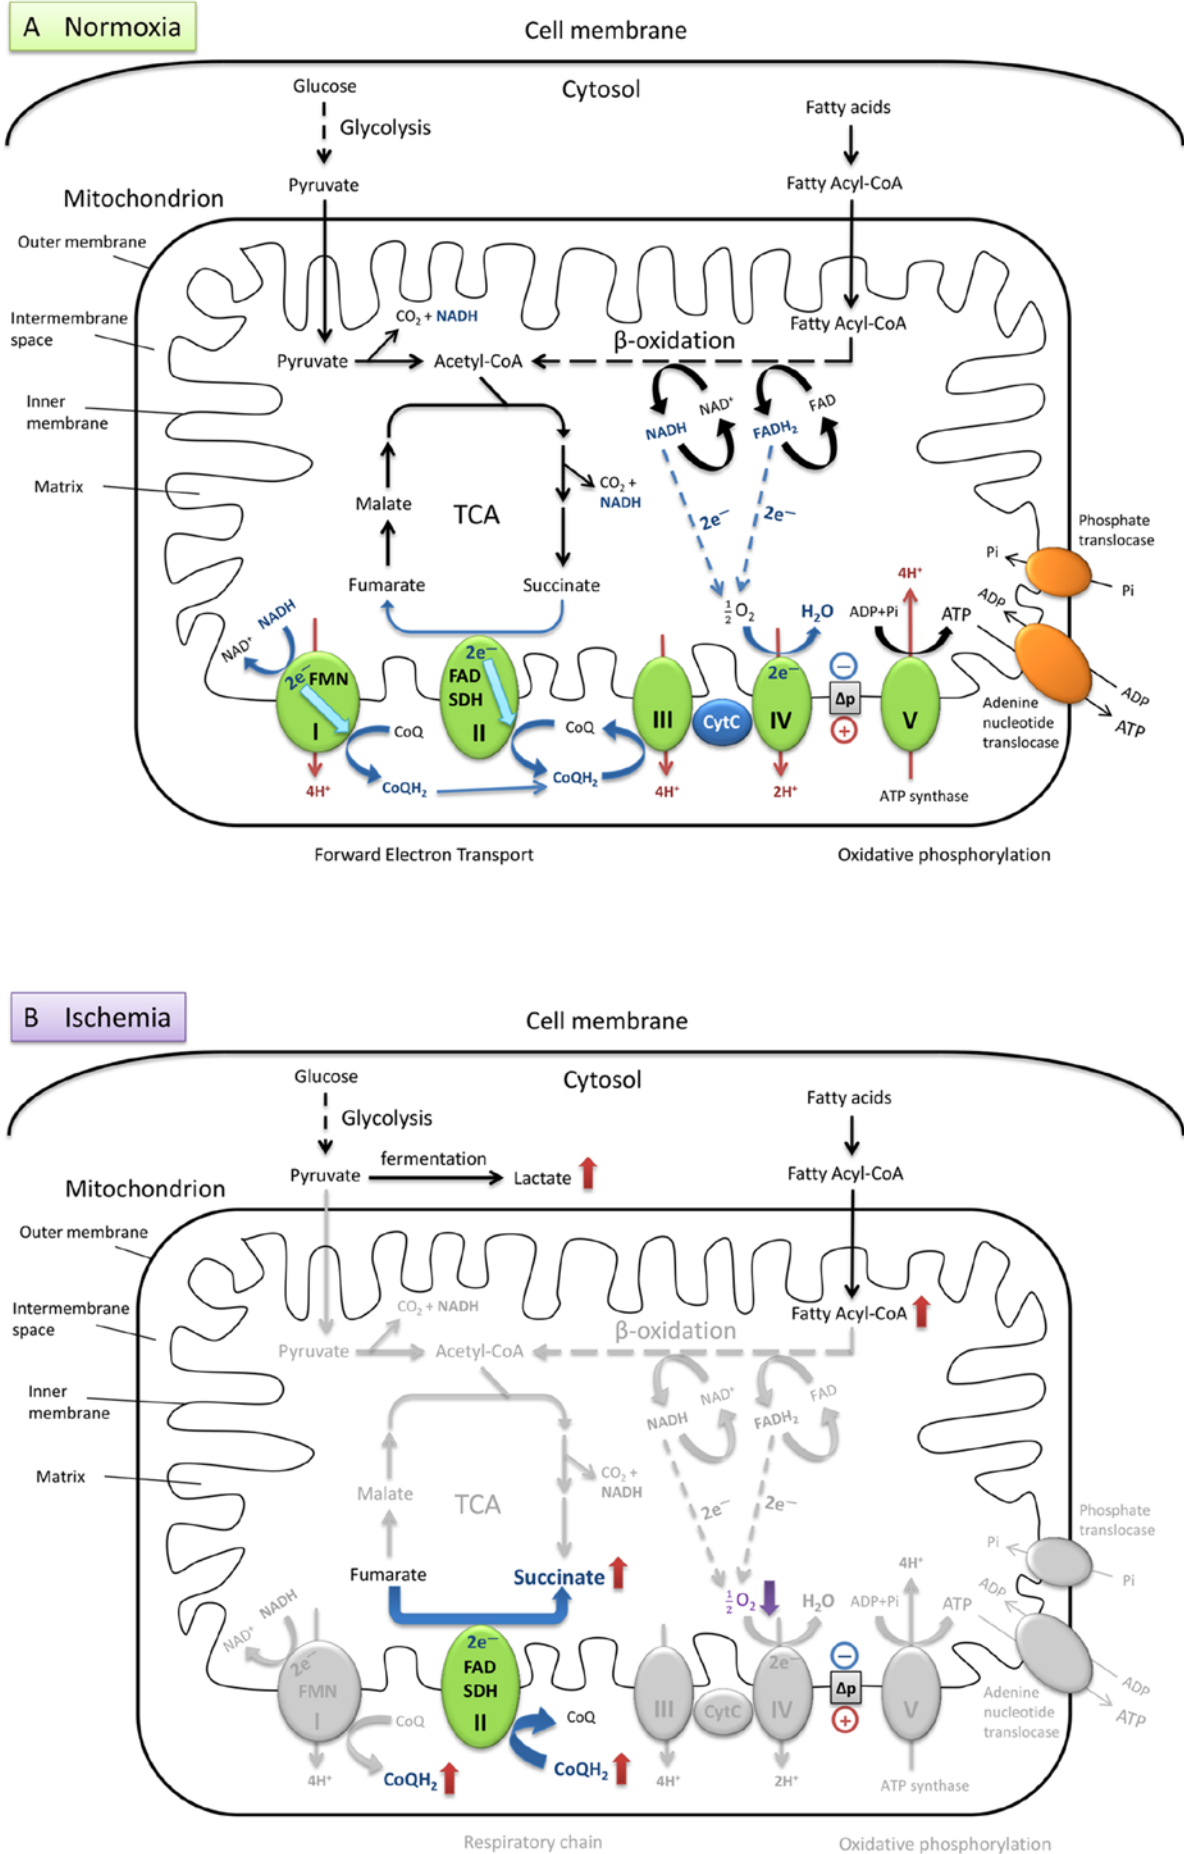 A Normoxia
Cell membrane
Glucose
Cytosol
Fatty acids
Glycolysis
Pyruvate
Fatty Acyl-CoA
Mitochondrion
Outer membrane
Intermembrane
space
CO₂ + NADH
Fatty Acyl-CoA
β-oxidation
Pyruvate
Acetyl-CoA
Inner
membrane
NAD⁺
FAD
NADH
FADH₂
Matrix
CO₂ +
NADH
Malate
TCA
2e⁻
2e⁻
Phosphate
translocase
Pi
Pi
Fumarate
Succinate
4H⁺
ADP
NADH
½O₂
H₂O
ADP+Pi
ATP
NAD⁺
2e⁻
2e⁻
FMN
FAD
SDH
2e⁻
−
Δp
+
I
II
III
CytC
IV
V
ADP
ATP
Adenine
nucleotide
translocase
CoQ
CoQ
CoQH₂
CoQH₂
4H⁺
4H⁺
2H⁺
ATP synthase
Forward Electron Transport
Oxidative phosphorylation
B Ischemia
Cell membrane
Glucose
Cytosol
Fatty acids
Glycolysis
fermentation
Pyruvate
Lactate
Fatty Acyl-CoA
Mitochondrion
Outer membrane
Intermembrane
space
CO₂ + NADH
Fatty Acyl-CoA
β-oxidation
Pyruvate
Acetyl-CoA
Inner
membrane
NAD⁺
FAD
NADH
FADH₂
Matrix
CO₂ +
NADH
Malate
TCA
2e⁻
2e⁻
Phosphate
translocase
Pi
Pi
Fumarate
Succinate
4H⁺
ADP
NADH
½O₂
H₂O
ADP+Pi
ATP
NAD⁺
2e⁻
2e⁻
FMN
FAD
SDH
2e⁻
−
Δp
+
I
II
III
CytC
IV
V
ADP
ATP
Adenine
nucleotide
translocase
CoQ
CoQ
CoQH₂
CoQH₂
4H⁺
4H⁺
2H⁺
ATP synthase
Respiratory chain
Oxidative phosphorylation